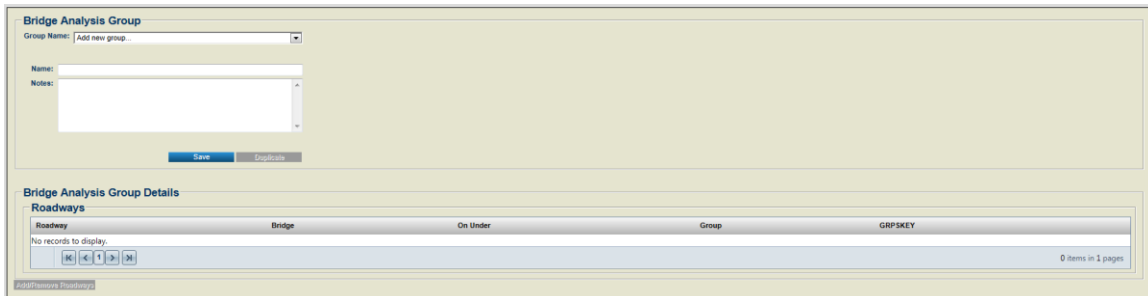 Bridge Analysis Group
Group Name: Add new group...
Name:
Notes:
Save Duplicate
Bridge Analysis Group Details
Roadways
Roadway Bridge On Under Group GRPSKEY
No records to display.
1 0 items in 1 pages
Add/Remove Roadways